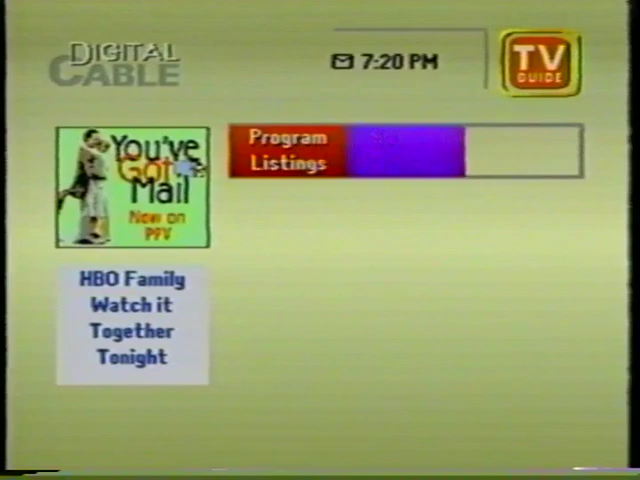 DIGITAL
CABLE
7:20 PM
TV
GUIDE
You've
Got
Mail
Now on
PPV
Program
Listings
HBO Family
Watch it
Together
Tonight